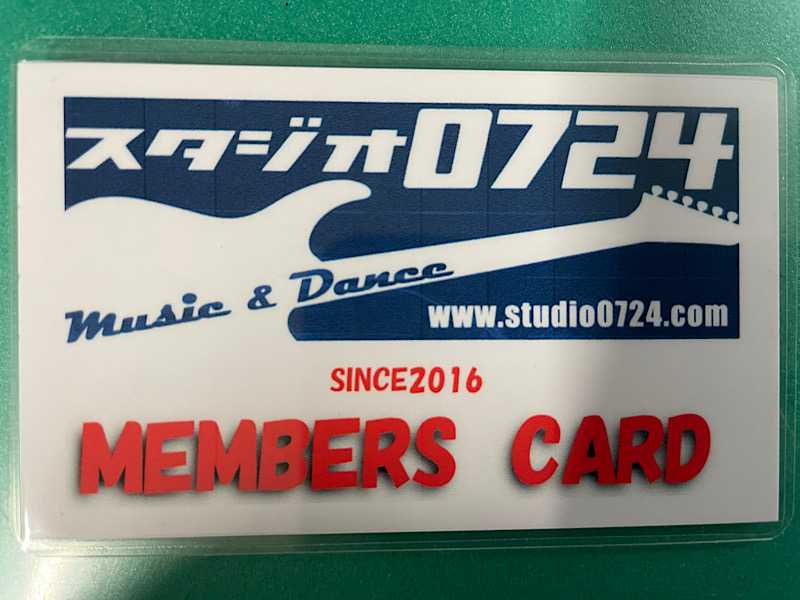 スタジオ0724
Music & Dance
www.studio0724.com
SINCE2016
MEMBERS CARD